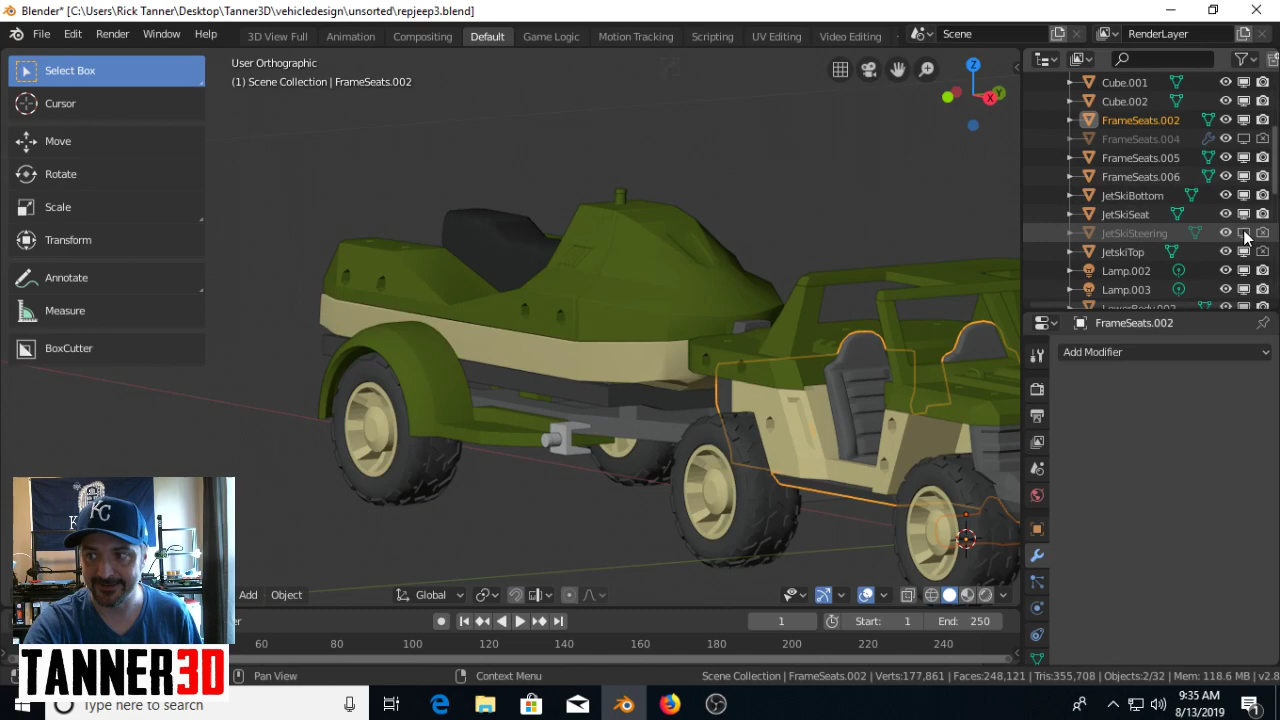 Blender* [C:\Users\Rick Tanner\Desktop\Tanner3D\vehicledesign\unsorted\repjeep3.blend]
File Edit Render Window Help 3D View Full Animation Compositing Default Game Logic Motion Tracking Scripting UV Editing Video Editing Scene RenderLayer
Select Box
Cursor
Move
Rotate
Scale
Transform
Annotate
Measure
BoxCutter
User Orthographic
(1) Scene Collection | FrameSeats.002
Z
X
Y
Cube.001
Cube.002
FrameSeats.002
FrameSeats.004
FrameSeats.005
FrameSeats.006
JetSkiBottom
JetSkiSeat
JetSkiSteering
JetskiTop
Lamp.002
Lamp.003
LowerBody.002
FrameSeats.002
Add Modifier
KC
Add Object Global
1 Start: 1 End: 250
60 80 100 120 140 160 180 200 220 240
Pan View Context Menu Scene Collection | FrameSeats.002 | Verts:177,861 | Faces:248,121 | Tris:355,708 | Objects:2/32 | Mem: 118.6 MB | v2.8
TANNER3D
Type here to search
9:35 AM
8/13/2019
1